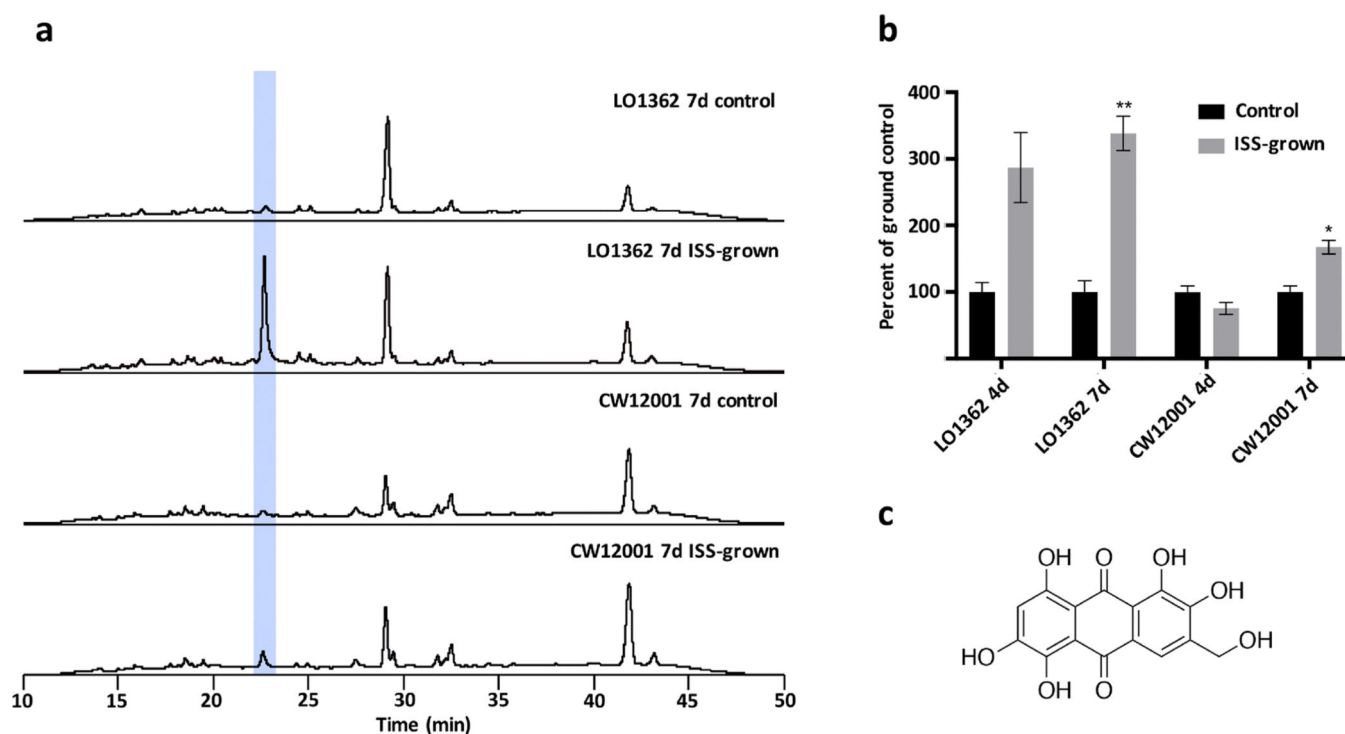 a
LO1362 7d control
LO1362 7d ISS-grown
CW12001 7d control
CW12001 7d ISS-grown
10 15 20 25 30 35 40 45 50
Time (min)
b
Percent of ground control
400
300
200
100
** 
*
Control
ISS-grown
LO1362 4d
LO1362 7d
CW12001 4d
CW12001 7d
c
OH O OH
OH
OH
HO
OH O